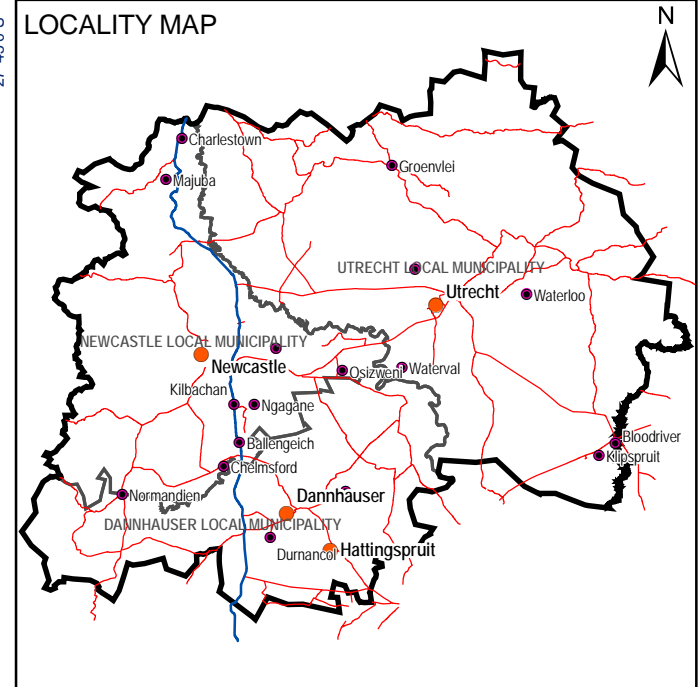 LOCALITY MAP
N
Charlestown
Majuba
Groenvlei
UTRECHT LOCAL MUNICIPALITY
Utrecht
Waterloo
NEWCASTLE LOCAL MUNICIPALITY
Newcastle
Osizweni
Waterval
Kilbachan
Ngagane
Ballengeich
Bloodriver
Klipspruit
Chelmsford
Normandien
Dannhauser
DANNHAUSER LOCAL MUNICIPALITY
Durnancol
Hattingspruit